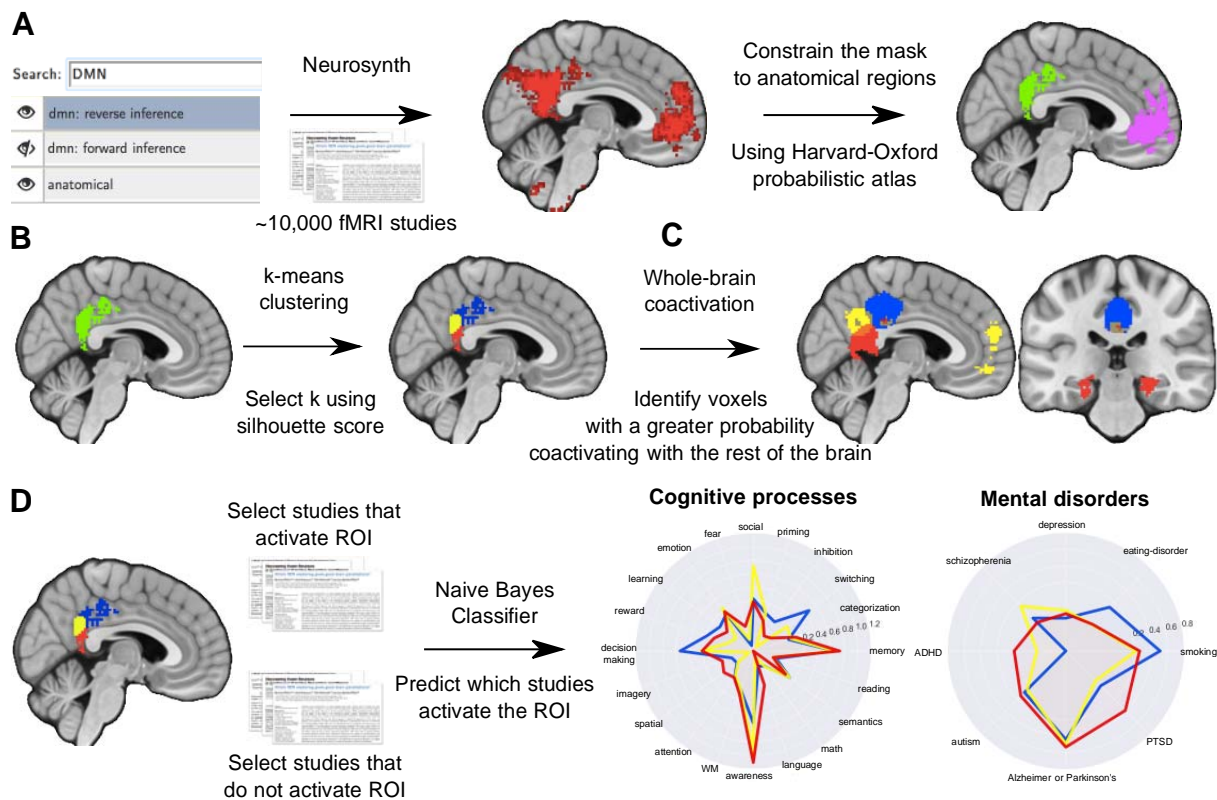 A
Search: DMN
dmn: reverse inference
dmn: forward inference
anatomical
Neurosynth
~10,000 fMRI studies
Constrain the mask
to anatomical regions
Using Harvard-Oxford
probabilistic atlas
B
k-means
clustering
Select k using
silhouette score
C
Whole-brain
coactivation
Identify voxels
with a greater probability
coactivating with the rest of the brain
D
Select studies that
activate ROI
Select studies that
do not activate ROI
Naive Bayes
Classifier
Predict which studies
activate the ROI
Cognitive processes
social
priming
inhibition
switching
categorization
0.2 0.4 0.6 0.8 1.0 1.2
memory
reading
semantics
math
language
awareness
WM
attention
spatial
imagery
decision
making
reward
learning
emotion
fear
Mental disorders
depression
eating-disorder
0.2 0.4 0.6 0.8
smoking
PTSD
Alzheimer or Parkinson's
autism
ADHD
schizopherenia